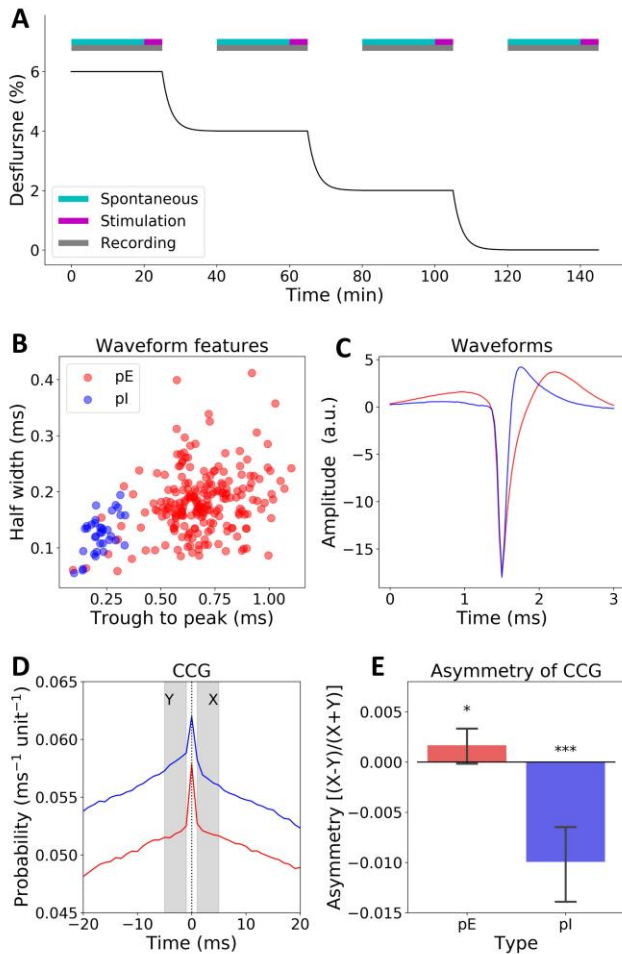 A
Desflursne (%)
6
4
2
0
Spontaneous
Stimulation
Recording
0 20 40 60 80 100 120 140
Time (min)
B
Waveform features
pE
pI
Half width (ms)
0.4
0.3
0.2
0.1
0.25 0.50 0.75 1.00
Trough to peak (ms)
C
Waveforms
Amplitude (a.u.)
5
0
−5
−10
−15
0 1 2 3
Time (ms)
D
CCG
Y X
Probability (ms⁻¹ unit⁻¹)
0.065
0.060
0.055
0.050
0.045
−20 −10 0 10 20
Time (ms)
E
Asymmetry of CCG
Asymmetry [(X-Y)/(X+Y)]
0.005
0.000
−0.005
−0.010
−0.015
*
***
pE pI
Type